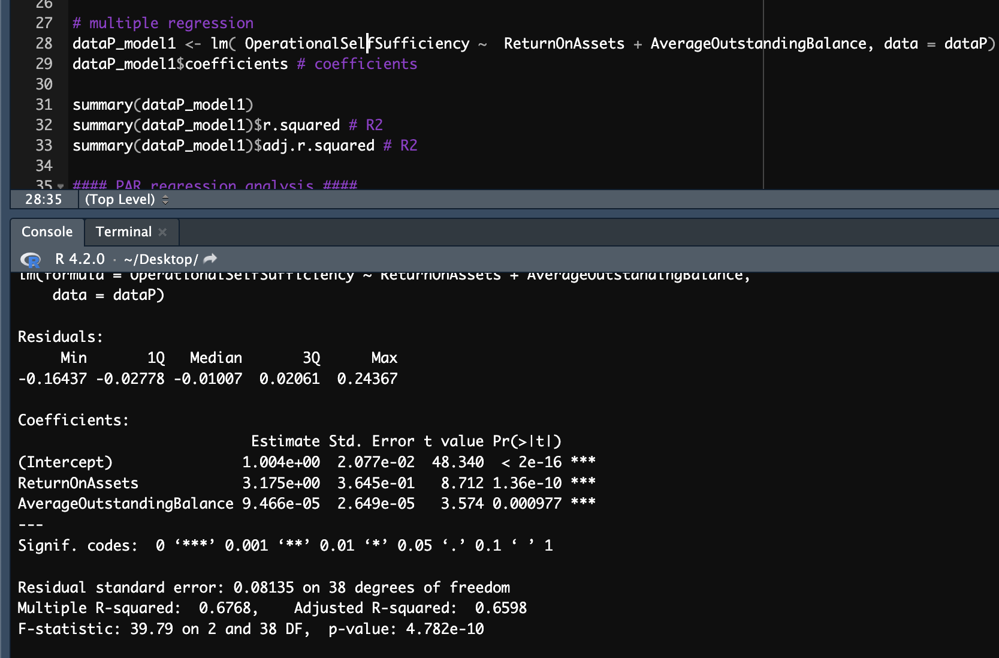 26
27 # multiple regression
28 dataP_model1 <- lm( OperationalSelfSufficiency ~  ReturnOnAssets + AverageOutstandingBalance, data = dataP)
29 dataP_model1$coefficients # coefficients
30
31 summary(dataP_model1)
32 summary(dataP_model1)$r.squared # R2
33 summary(dataP_model1)$adj.r.squared # R2
34
35 #### PAR regression analysis ####
28:35 (Top Level)
Console Terminal
R R 4.2.0 · ~/Desktop/
lm(formula = OperationalSelfSufficiency ~ ReturnOnAssets + AverageOutstandingBalance,
    data = dataP)
Residuals:
     Min       1Q   Median       3Q      Max
-0.16437 -0.02778 -0.01007  0.02061  0.24367
Coefficients:
                           Estimate Std. Error t value Pr(>|t|)
(Intercept)               1.004e+00  2.077e-02  48.340  < 2e-16 ***
ReturnOnAssets            3.175e+00  3.645e-01   8.712 1.36e-10 ***
AverageOutstandingBalance 9.466e-05  2.649e-05   3.574 0.000977 ***
---
Signif. codes:  0 ‘***’ 0.001 ‘**’ 0.01 ‘*’ 0.05 ‘.’ 0.1 ‘ ’ 1
Residual standard error: 0.08135 on 38 degrees of freedom
Multiple R-squared:  0.6768,    Adjusted R-squared:  0.6598
F-statistic: 39.79 on 2 and 38 DF,  p-value: 4.782e-10